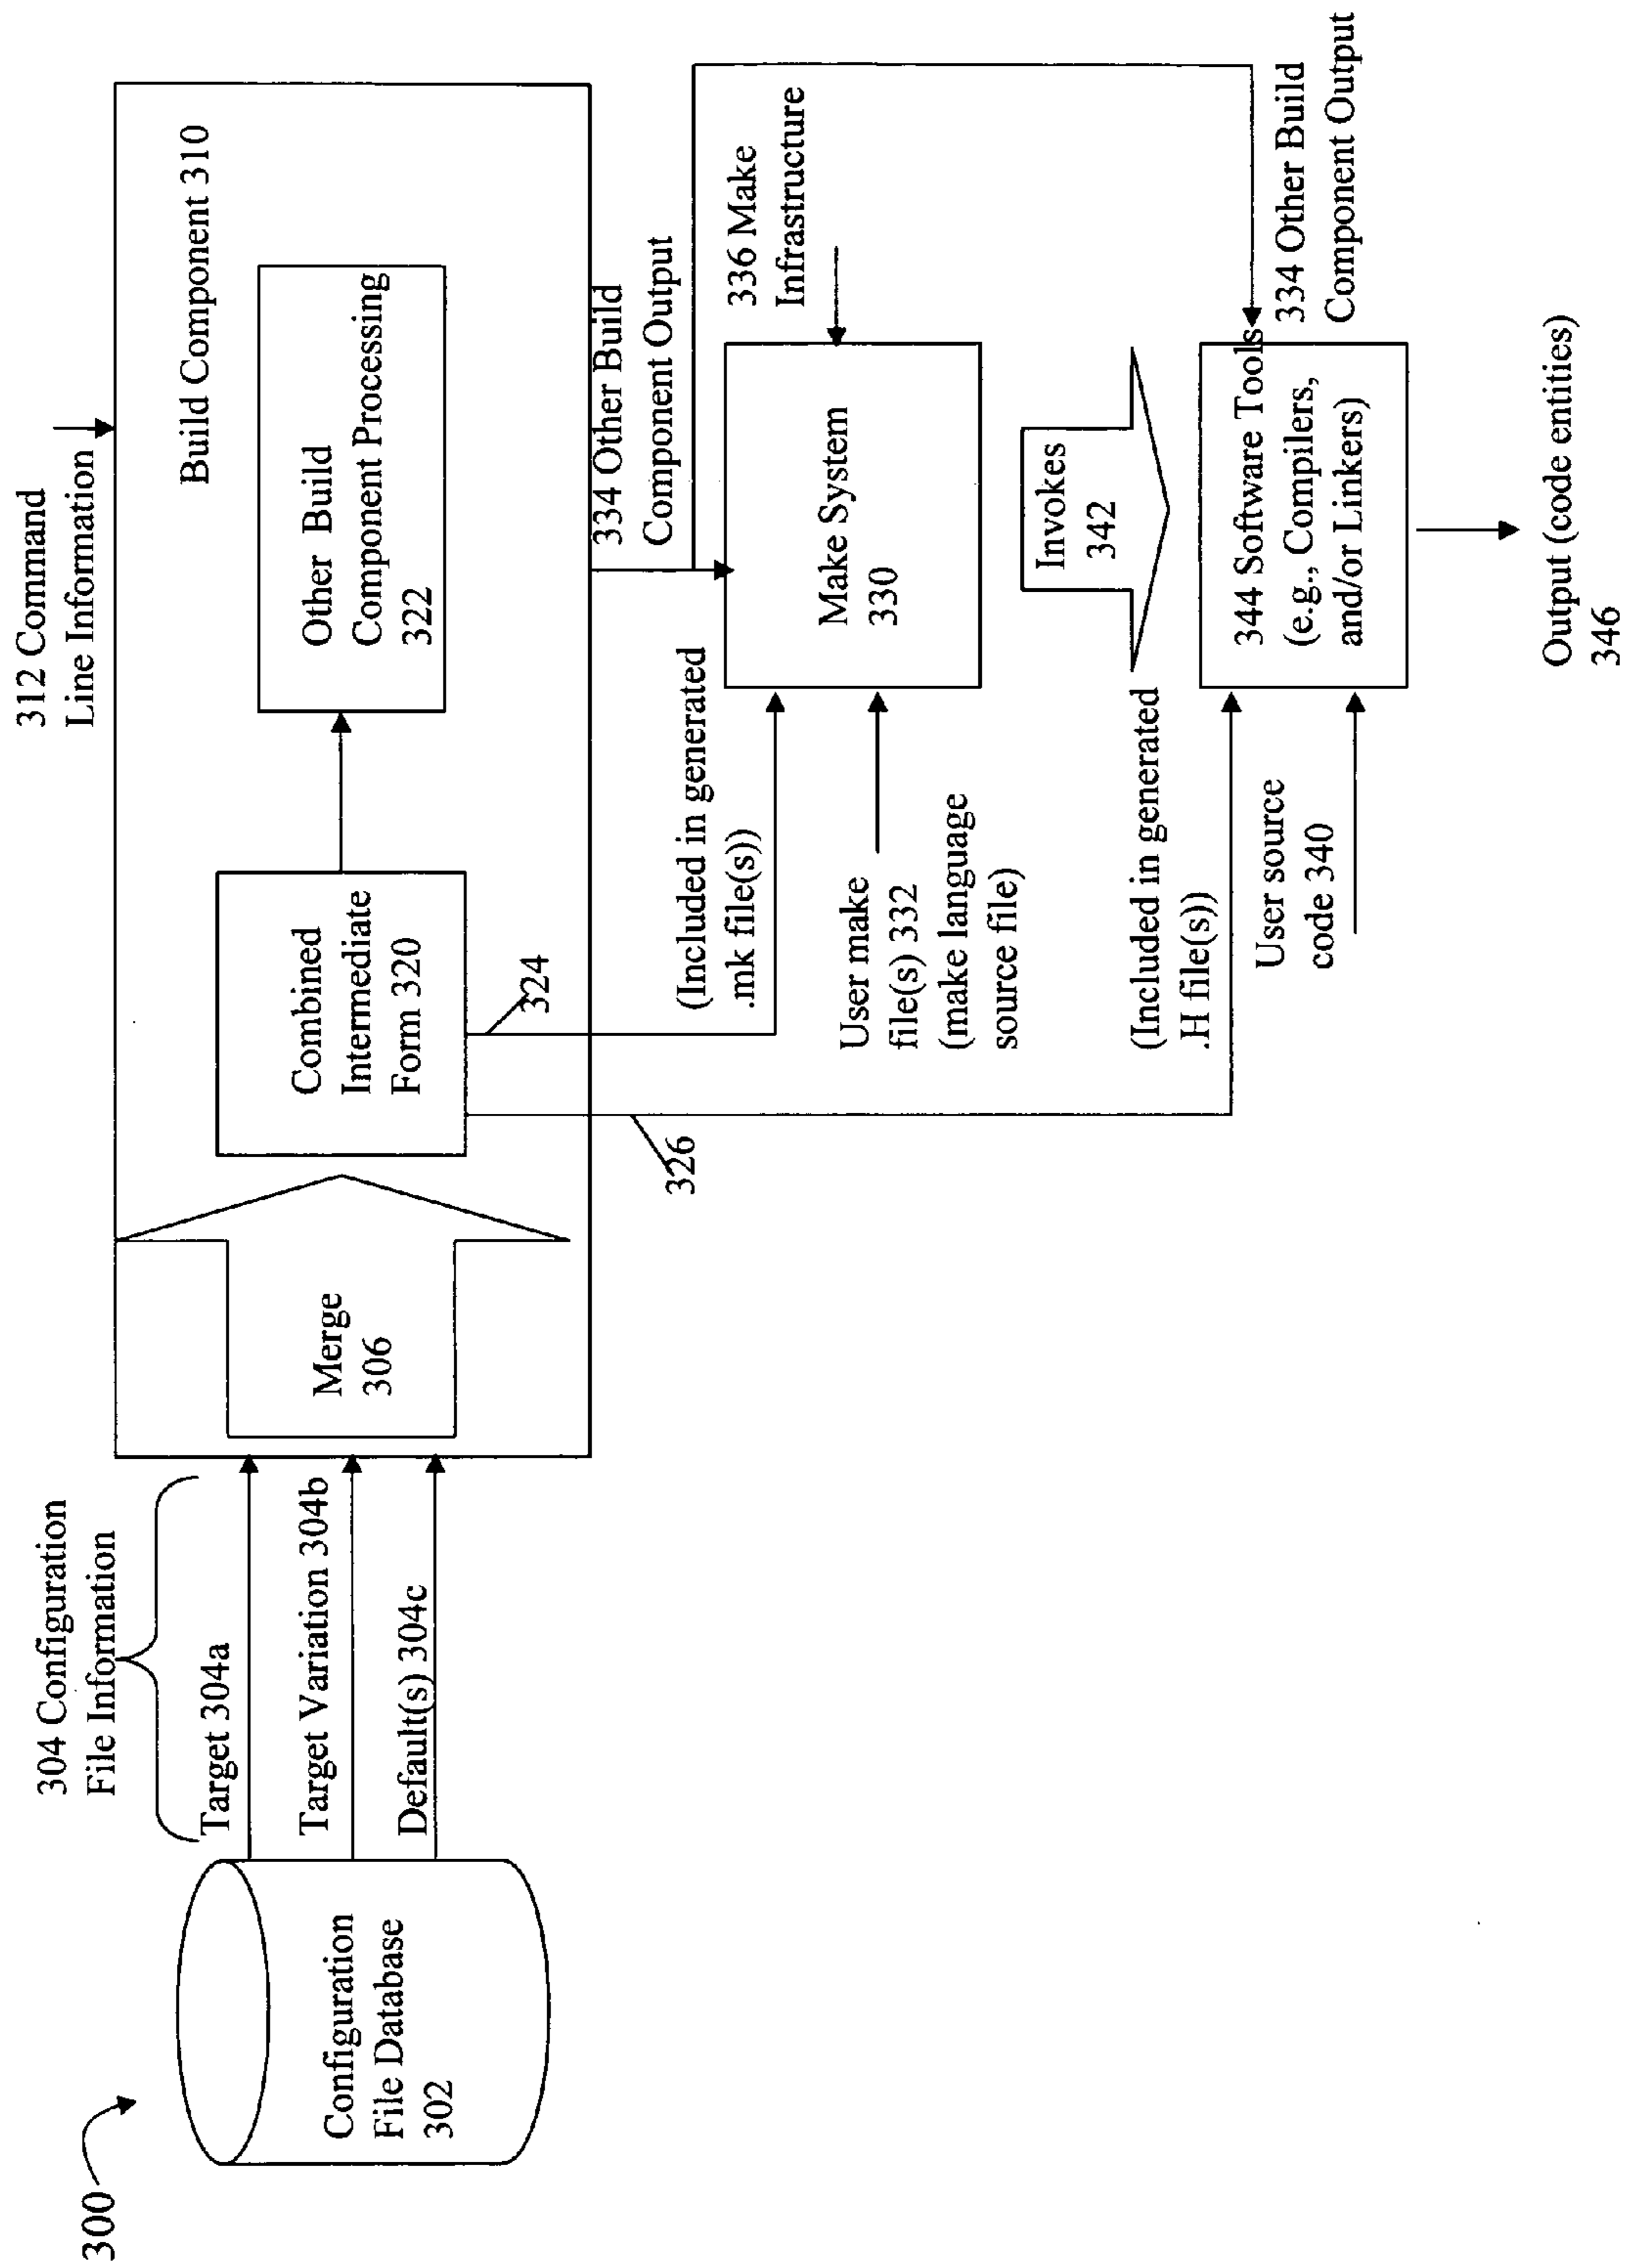 300
Configuration
File Database
302
304 Configuration
File Information
Target 304a
Target Variation 304b
Default(s) 304c
Merge
306
312 Command
Line Information
Build Component 310
Combined
Intermediate
Form 320
Other Build
Component Processing
322
324
326
334 Other Build
Component Output
(Included in generated
.mk file(s))
336 Make
Infrastructure
Make System
330
User make
file(s) 332
(make language
source file)
Invokes
342
(Included in generated
.H file(s))
User source
code 340
344 Software Tools
(e.g., Compilers,
and/or Linkers)
334 Other Build
Component Output
Output (code entities)
346